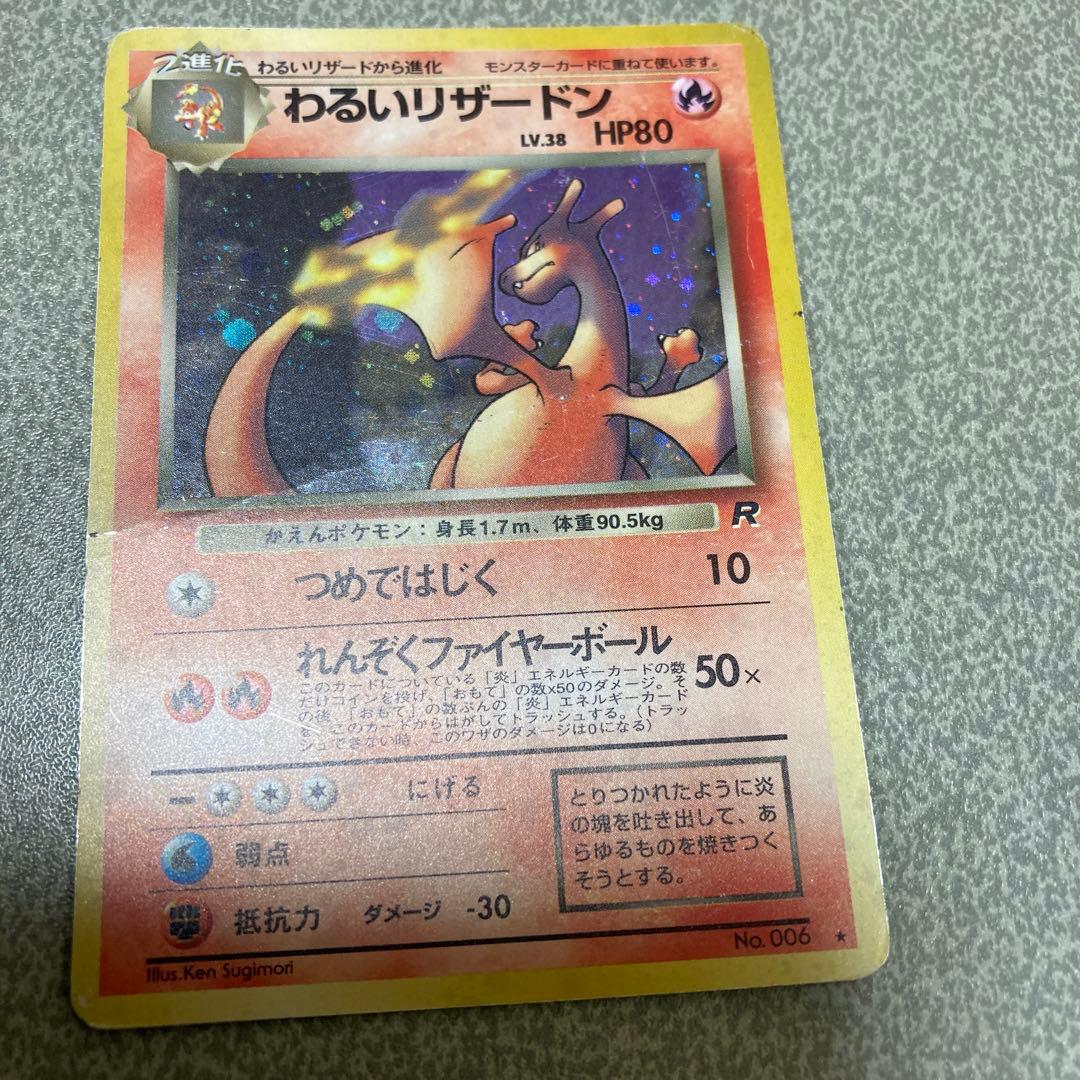 2進化 わるいリザードから進化 モンスターカードに重ねて使います。
わるいリザードン
LV.38 HP80
かえんポケモン：身長1.7m、体重90.5kg R
つめではじく 10
れんぞくファイヤーボール 50×
このカードについている「炎」エネルギーカードの数
だけコインを投げ、「おもて」の数×50のダメージ。そ
の後、「おもて」の数ぶんの「炎」エネルギーカード
を、このカードからはがしてトラッシュする。（トラッ
シュできない時、このワザのダメージは0になる）
にげる
弱点
抵抗力 ダメージ -30
とりつかれたように炎
の塊を吐き出して、あ
らゆるものを焼きつく
そうとする。
Illus.Ken Sugimori
No.006 ★